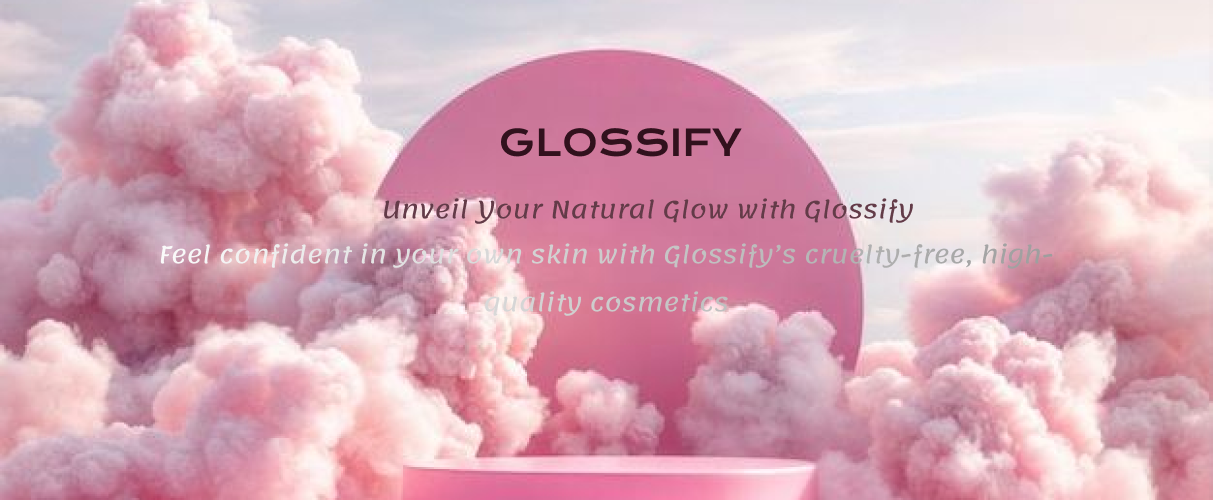 GLOSSIFY
Unveil Your Natural Glow with Glossify
Feel confident in your own skin with Glossify’s cruelty-free, high-
quality cosmetics